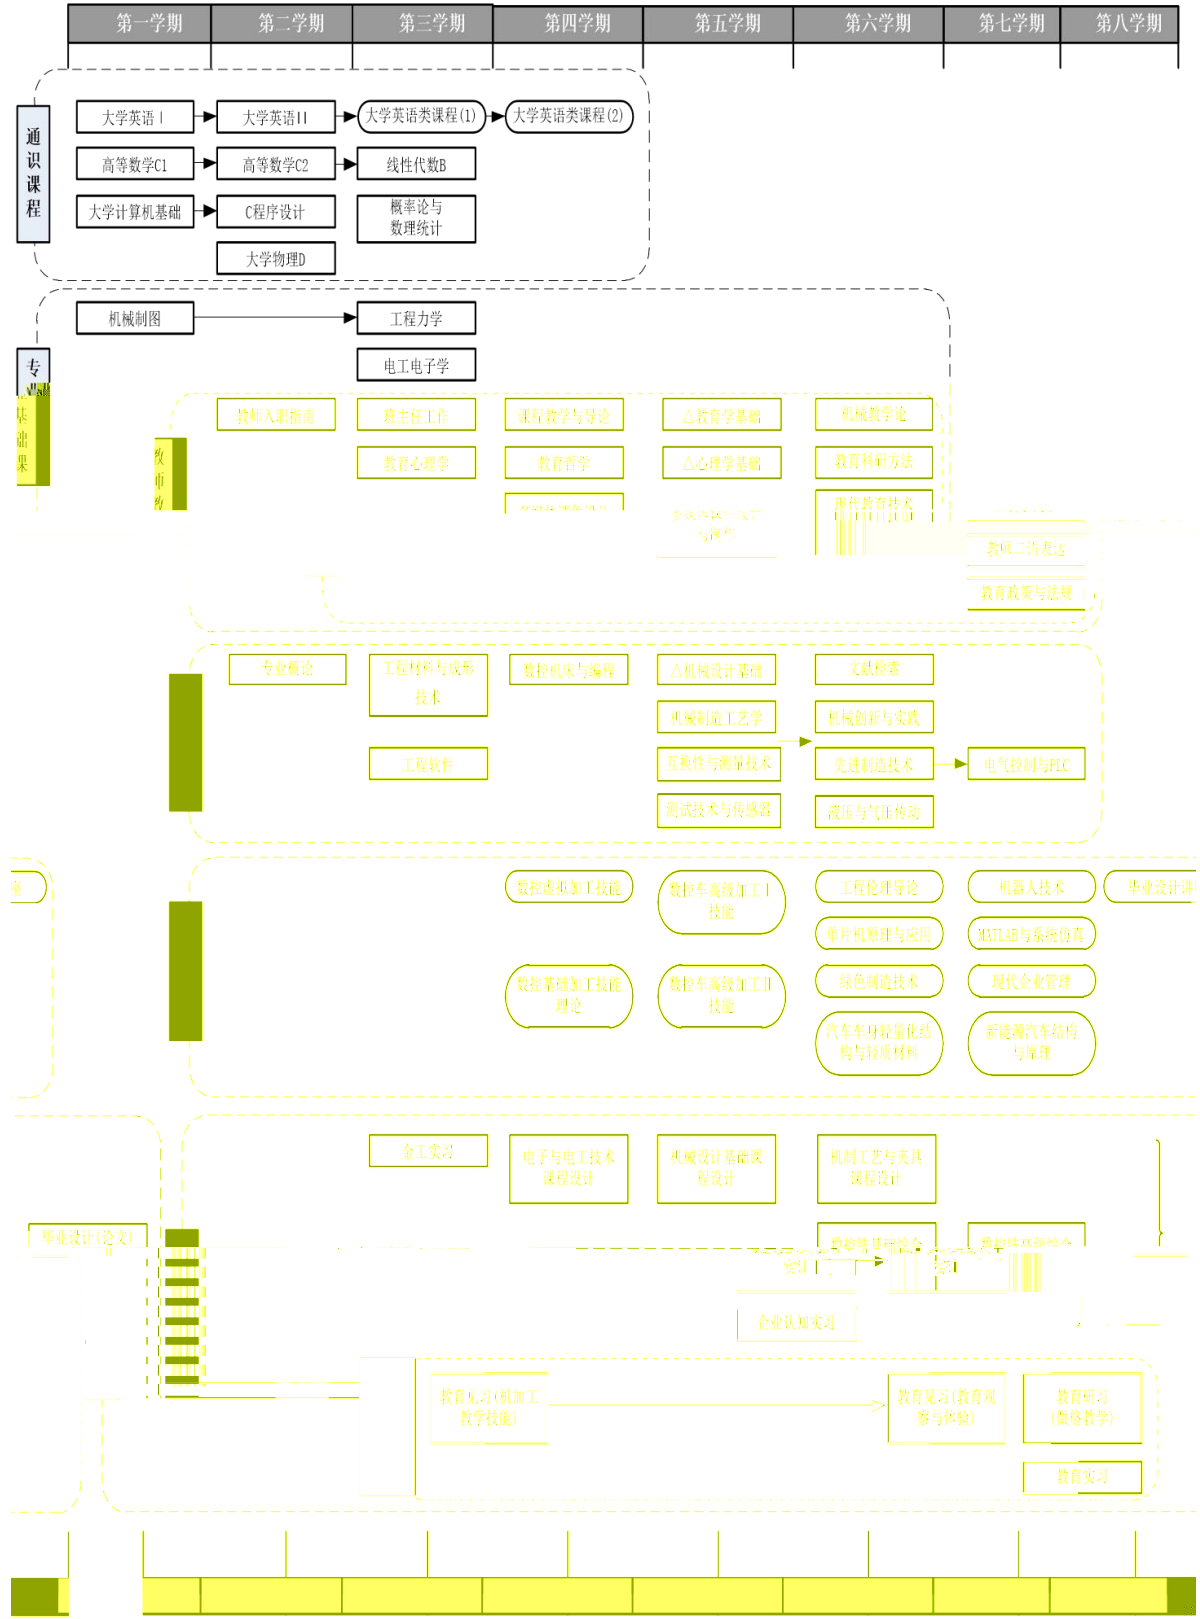 第一学期 第二学期 第三学期 第四学期 第五学期 第六学期 第七学期 第八学期
通识课程
大学英语Ⅰ 大学英语II 大学英语类课程(1) 大学英语类课程(2)
高等数学C1 高等数学C2 线性代数B
大学计算机基础 C程序设计 概率论与
数理统计
大学物理D
机械制图 工程力学
专
电工电子学
基础课
教师入职指南 班主任工作 课程教学与导论 △教育学基础 机械教学论
教师教
教育心理学 教育哲学 △心理学基础 教育科研方法
现代教育技术
教师口语表达
教育政策与法规
专业概论 工程材料与成形
技术
数控机床与编程 △机械设计基础 文献检索
机械制造工艺学 机械创新与实践
工程软件 互换性与测量技术 先进制造技术 电气控制与PLC
测试技术与传感器 液压与气压传动
座 数控虚拟加工技能 数控车高级加工I
技能
工程伦理导论 机器人技术 毕业设计讲
单片机原理与应用 MATLAB与系统仿真
数控基础加工技能
理论
数控车高级加工II
技能
绿色制造技术 现代企业管理
汽车车身轻量化结
构与轻质材料
新能源汽车结构
与原理
金工实习 电子与电工技术
课程设计
机械设计基础课
程设计
机制工艺与夹具
课程设计
毕业设计(论文)
企业认知实习
教育见习(机加工
教学技能)
教育见习(教育观
察与体验)
教育研习
(微格教学)
教育实习